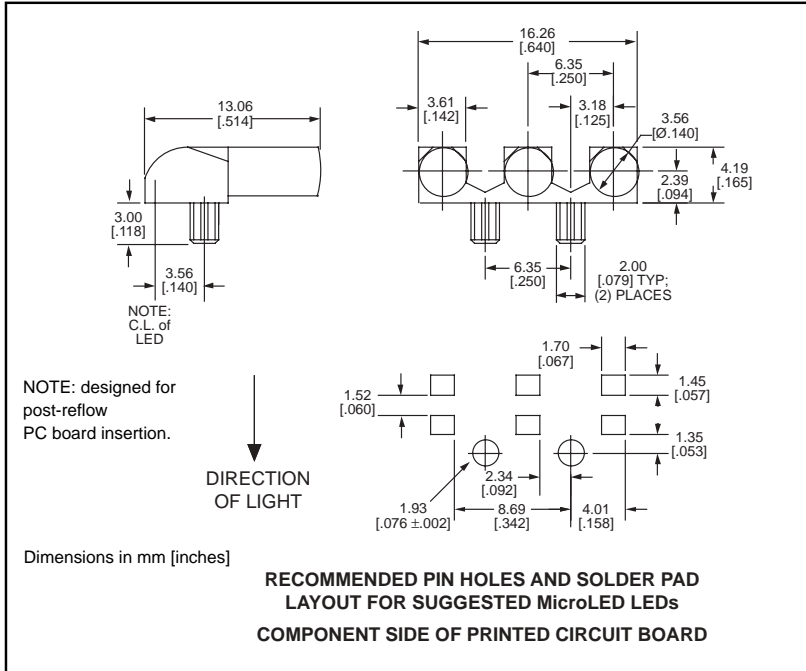 16.26
[.640]
6.35
[.250]
13.06
[.514]
3.61
[.142]
3.18
[.125]
3.56
[Ø.140]
4.19
[.165]
2.39
[.094]
3.00
[.118]
3.56
[.140]
NOTE:
C.L. of
LED
6.35
[.250]
2.00
[.079] TYP;
(2) PLACES
1.70
[.067]
NOTE: designed for
post-reflow
PC board insertion.
1.52
[.060]
1.45
[.057]
1.35
[.053]
DIRECTION
OF LIGHT
2.34
[.092]
1.93
[.076 ±.002]
8.69
[.342]
4.01
[.158]
Dimensions in mm [inches]
RECOMMENDED PIN HOLES AND SOLDER PAD
LAYOUT FOR SUGGESTED MicroLED LEDs
COMPONENT SIDE OF PRINTED CIRCUIT BOARD